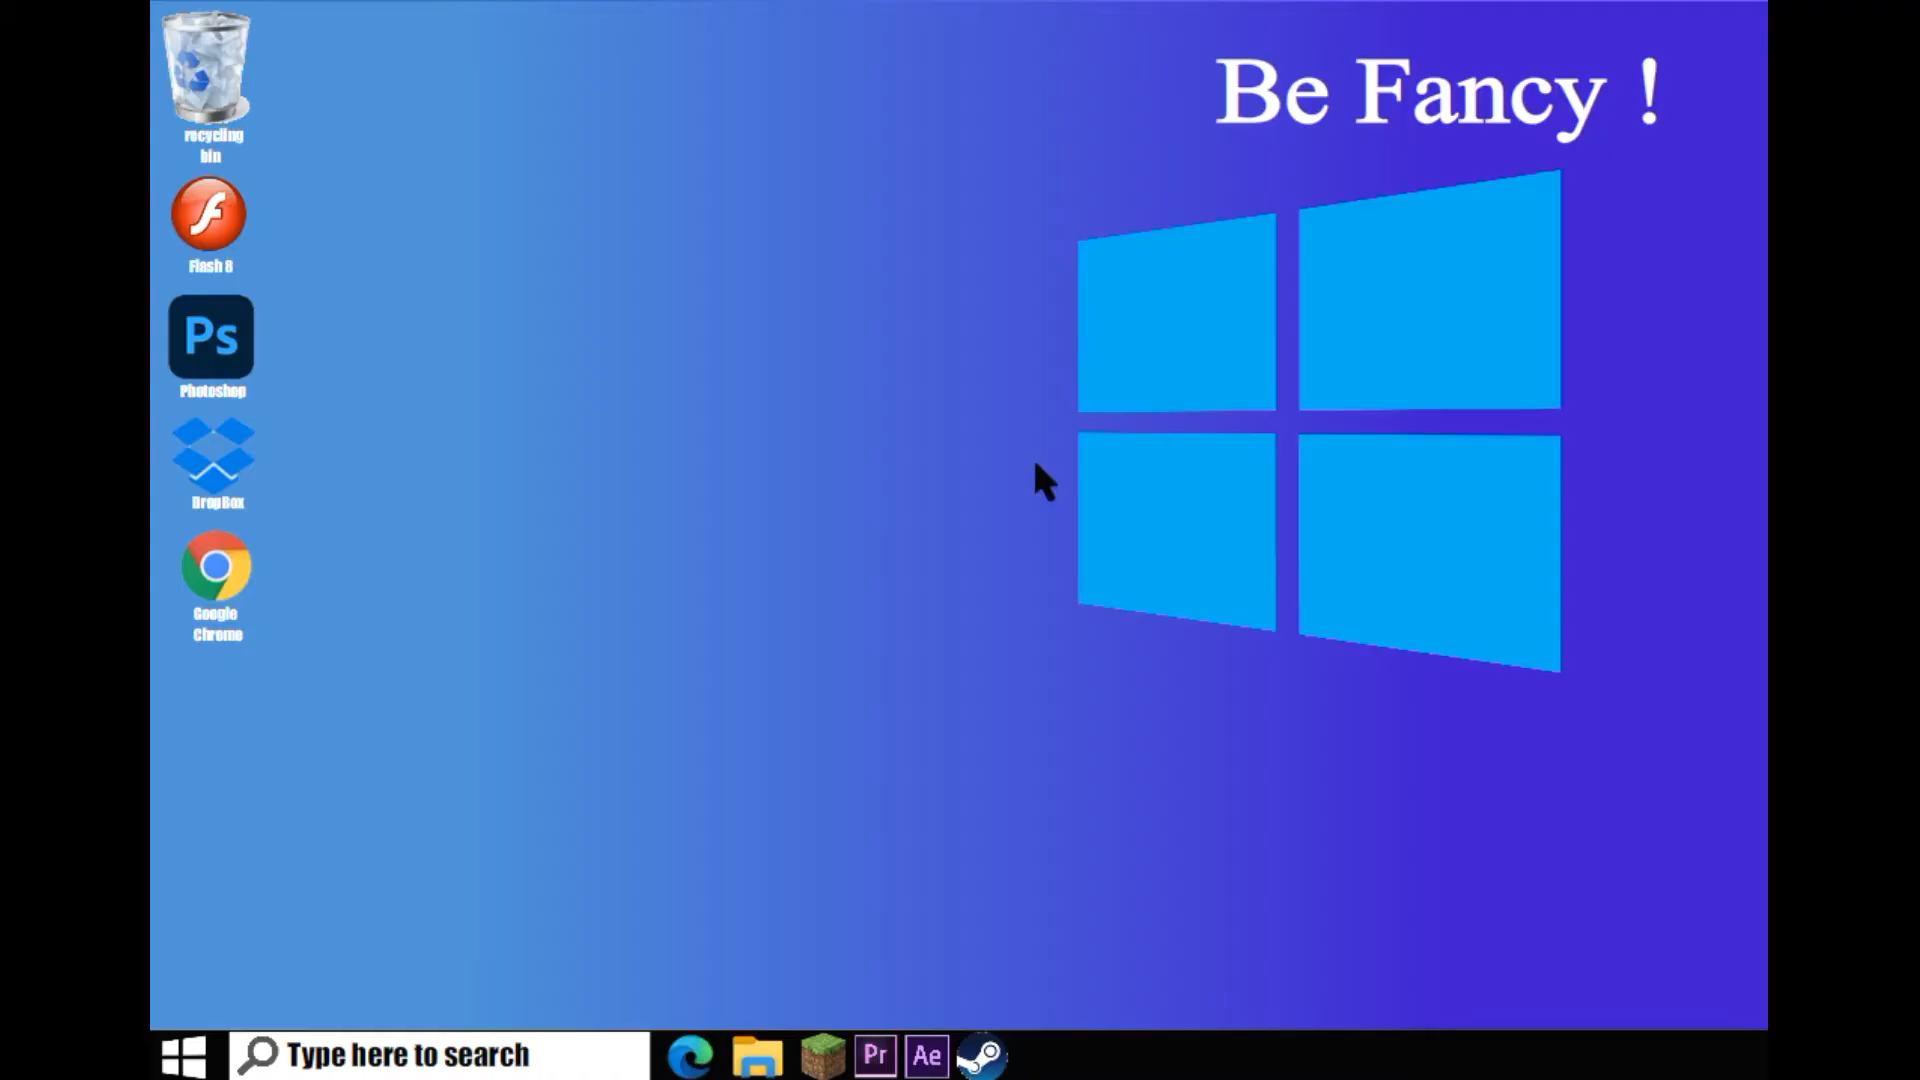 Be Fancy !
recycling
bin
Flash 8
Ps
Photoshop
DropBox
Google
Chrome
Type here to search
Pr
Ae